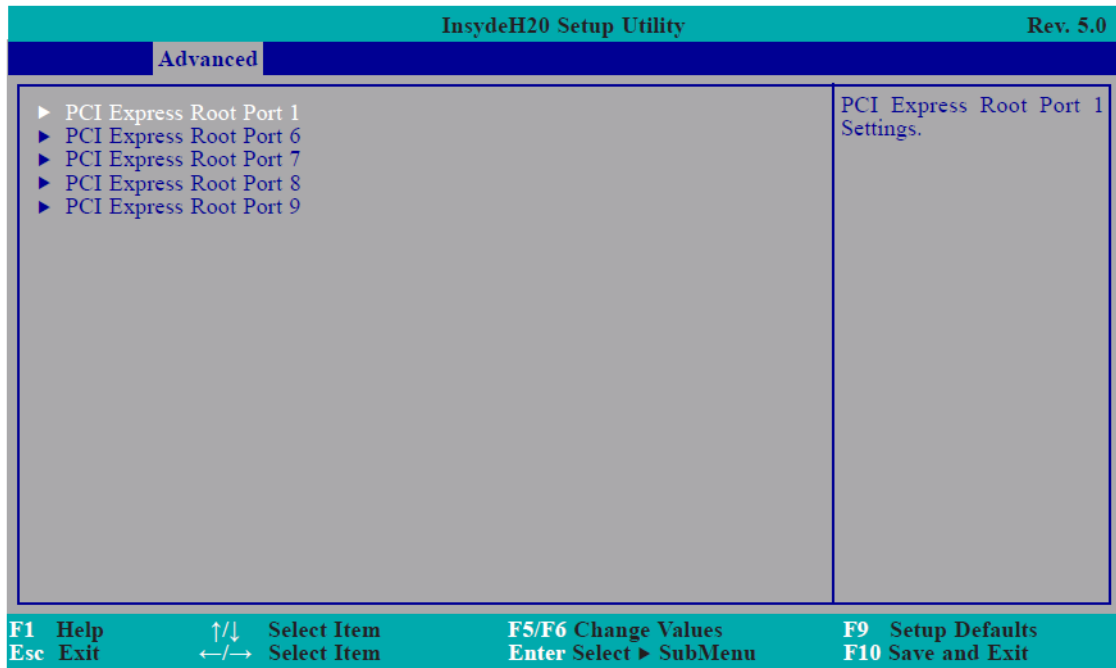 InsydeH20 Setup Utility Rev. 5.0
Advanced
▶ PCI Express Root Port 1
▶ PCI Express Root Port 6
▶ PCI Express Root Port 7
▶ PCI Express Root Port 8
▶ PCI Express Root Port 9
PCI Express Root Port 1
Settings.
F1 Help ↑/↓ Select Item F5/F6 Change Values F9 Setup Defaults
Esc Exit ←/→ Select Item Enter Select ▶ SubMenu F10 Save and Exit